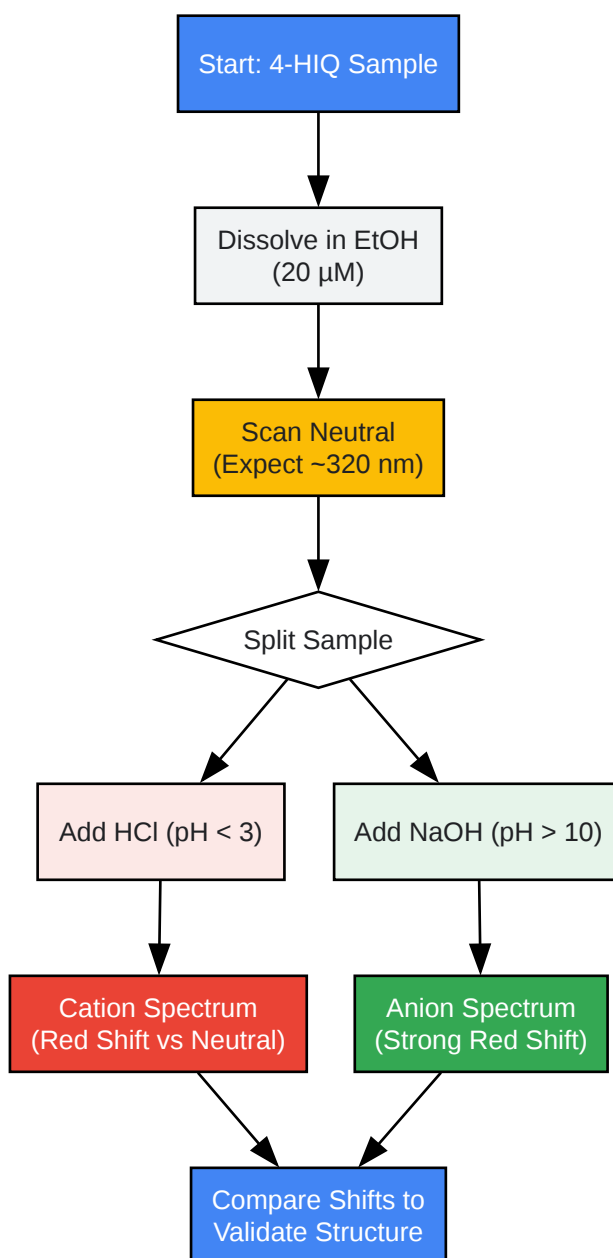 Start: 4-HIQ Sample
Dissolve in EtOH
(20 µM)
Scan Neutral
(Expect ~320 nm)
Split Sample
Add HCl (pH < 3)
Add NaOH (pH > 10)
Cation Spectrum
(Red Shift vs Neutral)
Anion Spectrum
(Strong Red Shift)
Compare Shifts to
Validate Structure